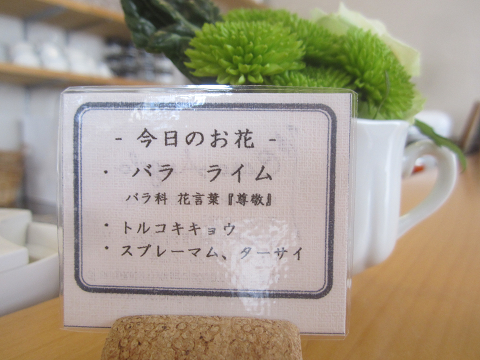 - 今日のお花 -
・ バラ　ライム
バラ科 花言葉『尊敬』
・ トルコキキョウ
・ スプレーマム、ターサイ